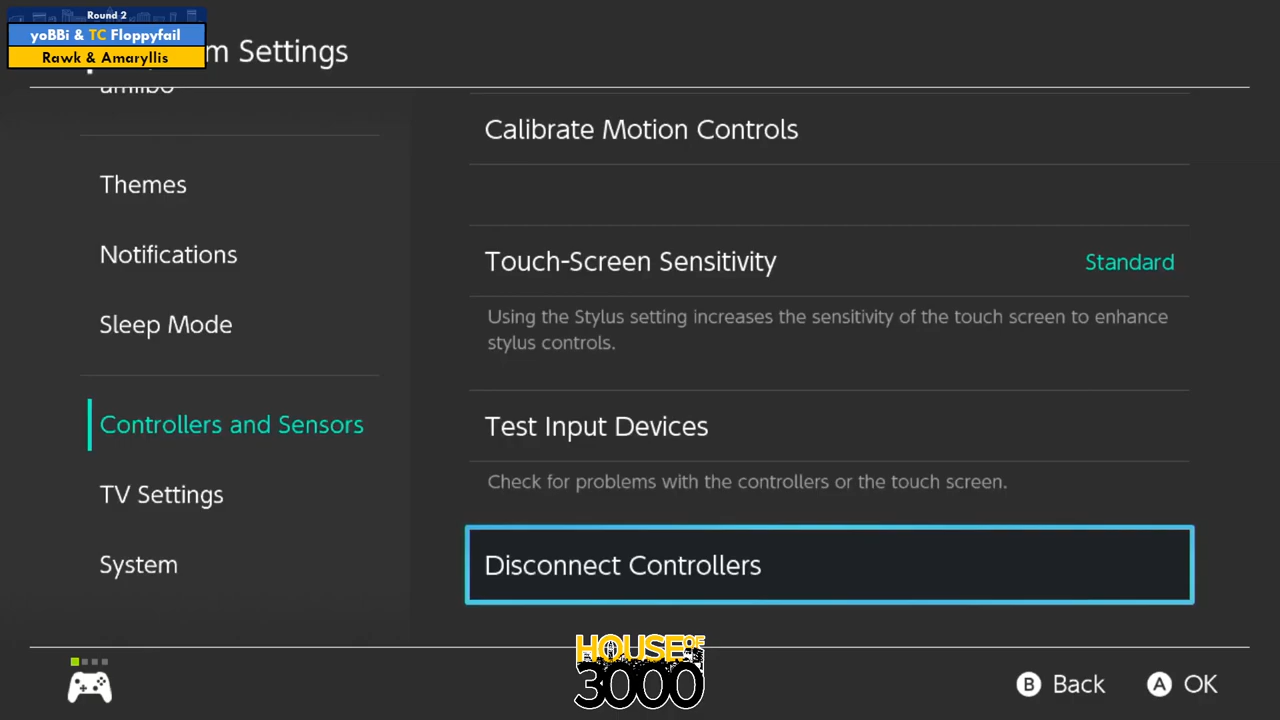 Round 2
yoBBi & TC Floppyfail
Rawk & Amaryllis
m Settings
amiibo
Themes
Notifications
Sleep Mode
Controllers and Sensors
TV Settings
System
Calibrate Motion Controls
Touch-Screen Sensitivity
Standard
Using the Stylus setting increases the sensitivity of the touch screen to enhance
stylus controls.
Test Input Devices
Check for problems with the controllers or the touch screen.
Disconnect Controllers
HOUSE OF
3000
B Back
A OK